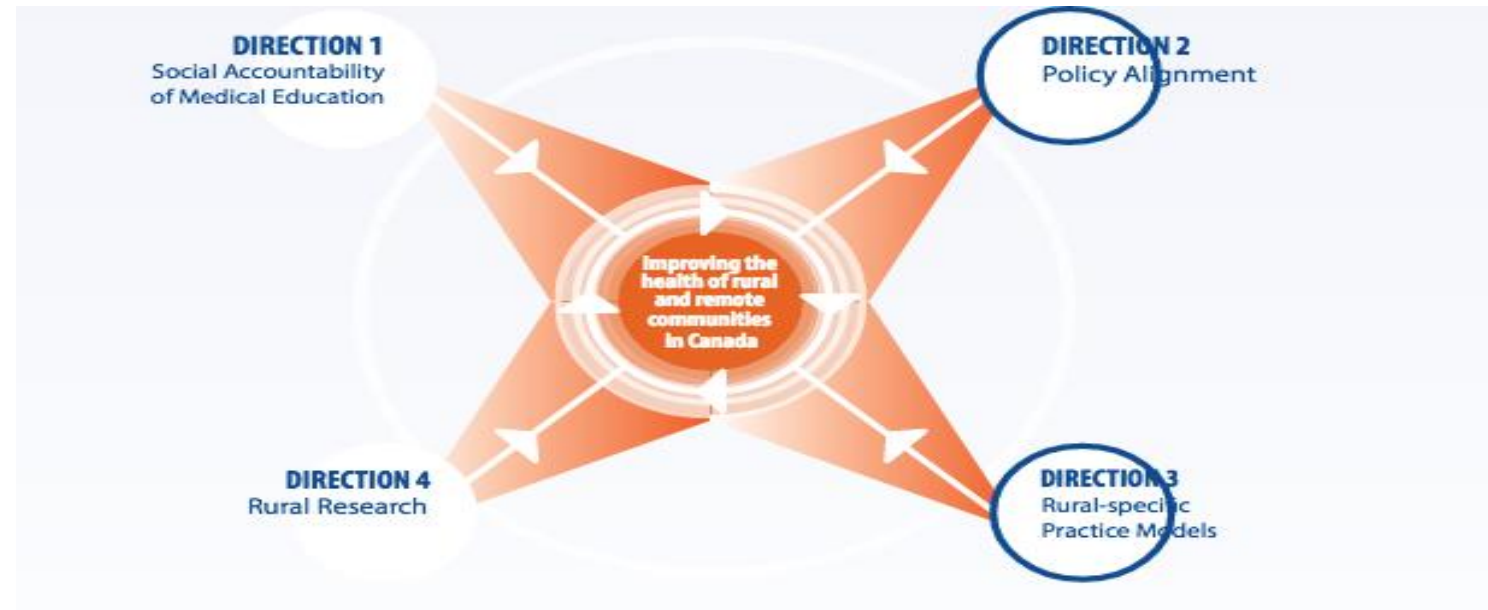 DIRECTION 1
Social Accountability
of Medical Education
DIRECTION 2
Policy Alignment
Improving the
health of rural
and remote
communities
in Canada
DIRECTION 4
Rural Research
DIRECTION 3
Rural-specific
Practice Models